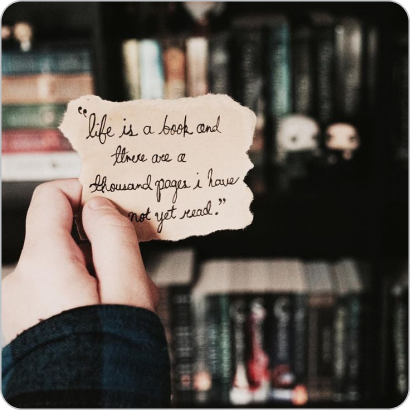 “life is a book and
there are a
thousand pages i have
not yet read.”